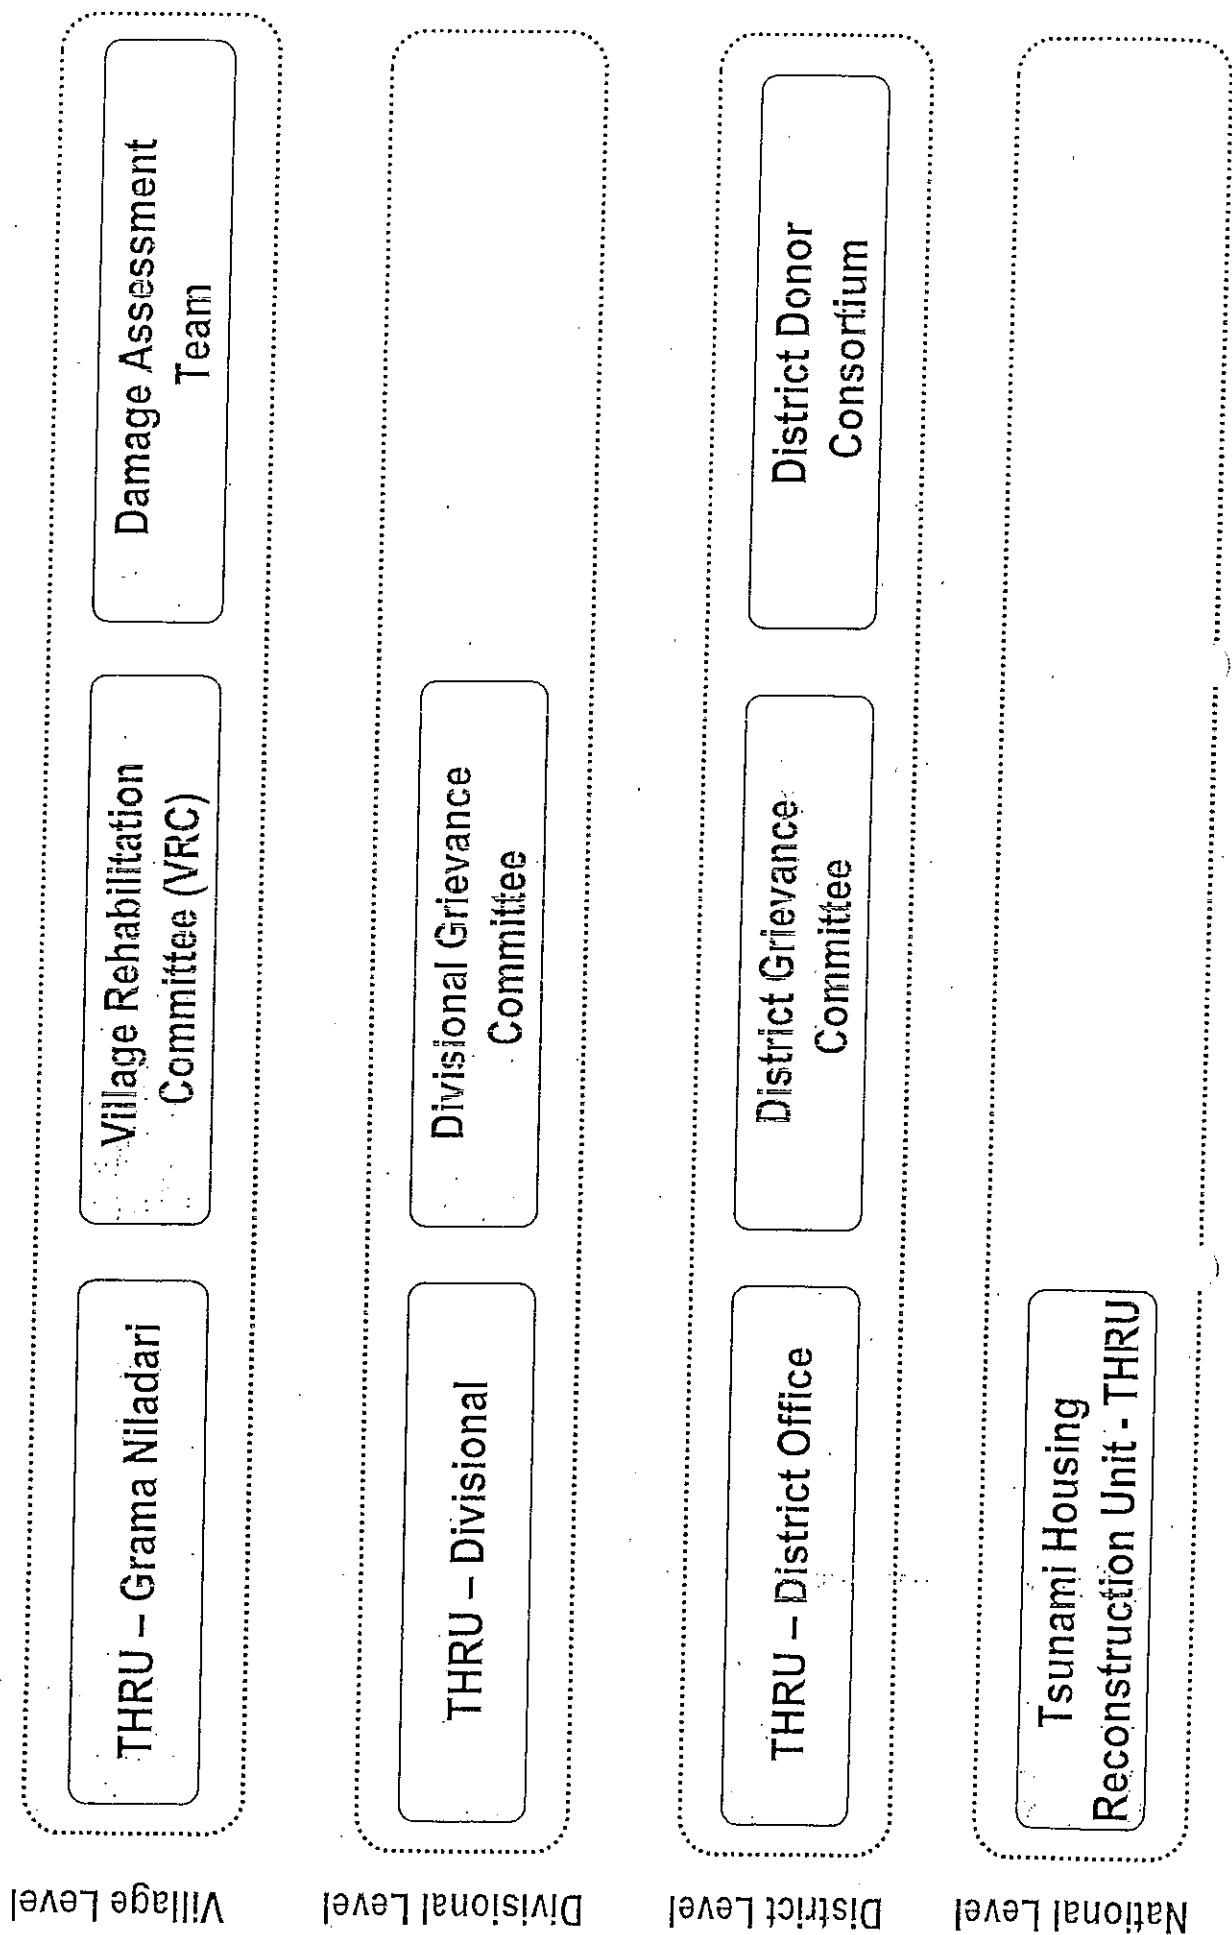 Village Level
THRU – Grama Niladari
Village Rehabilitation
Committee (VRC)
Damage Assessment
Team
Divisional Level
THRU – Divisional
Divisional Grievance
Committee
District Level
THRU – District Office
District Grievance
Committee
District Donor
Consortium
National Level
Tsunami Housing
Reconstruction Unit - THRU